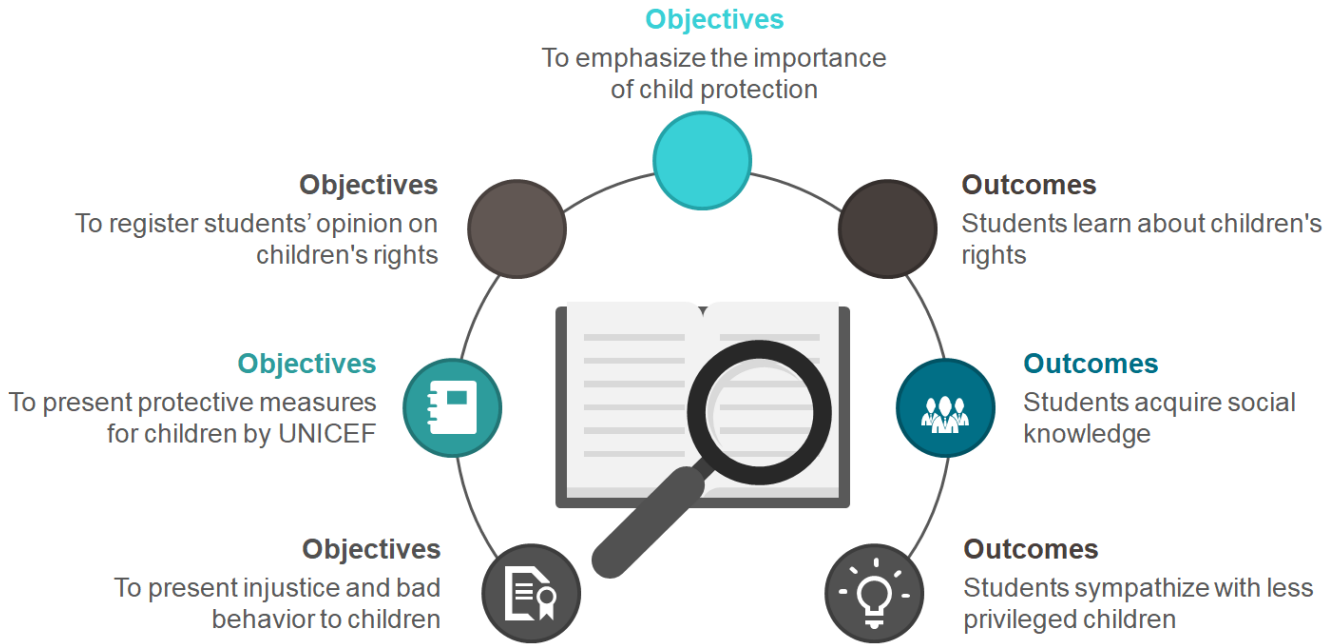 Objectives
To emphasize the importance
of child protection
Objectives
To register students’ opinion on
children's rights
Outcomes
Students learn about children's
rights
Objectives
To present protective measures
for children by UNICEF
Outcomes
Students acquire social
knowledge
Objectives
To present injustice and bad
behavior to children
Outcomes
Students sympathize with less
privileged children